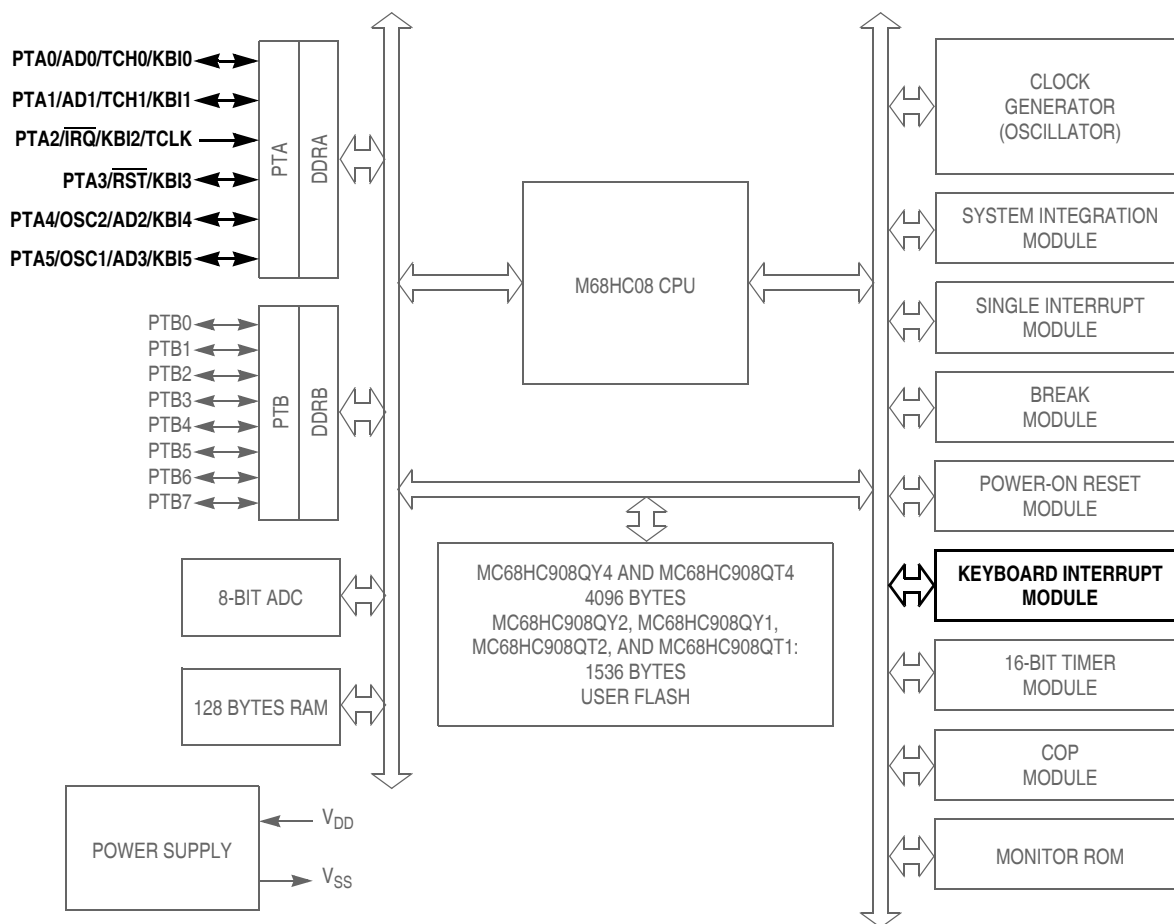 PTA0/AD0/TCH0/KBI0
PTA1/AD1/TCH1/KBI1
PTA2/I̅R̅Q̅/KBI2/TCLK
PTA3/R̅S̅T̅/KBI3
PTA4/OSC2/AD2/KBI4
PTA5/OSC1/AD3/KBI5
PTA
DDRA
PTB0
PTB1
PTB2
PTB3
PTB4
PTB5
PTB6
PTB7
PTB
DDRB
8-BIT ADC
128 BYTES RAM
POWER SUPPLY
VDD
VSS
M68HC08 CPU
MC68HC908QY4 AND MC68HC908QT4
4096 BYTES
MC68HC908QY2, MC68HC908QY1,
MC68HC908QT2, AND MC68HC908QT1:
1536 BYTES
USER FLASH
CLOCK
GENERATOR
(OSCILLATOR)
SYSTEM INTEGRATION
MODULE
SINGLE INTERRUPT
MODULE
BREAK
MODULE
POWER-ON RESET
MODULE
KEYBOARD INTERRUPT
MODULE
16-BIT TIMER
MODULE
COP
MODULE
MONITOR ROM